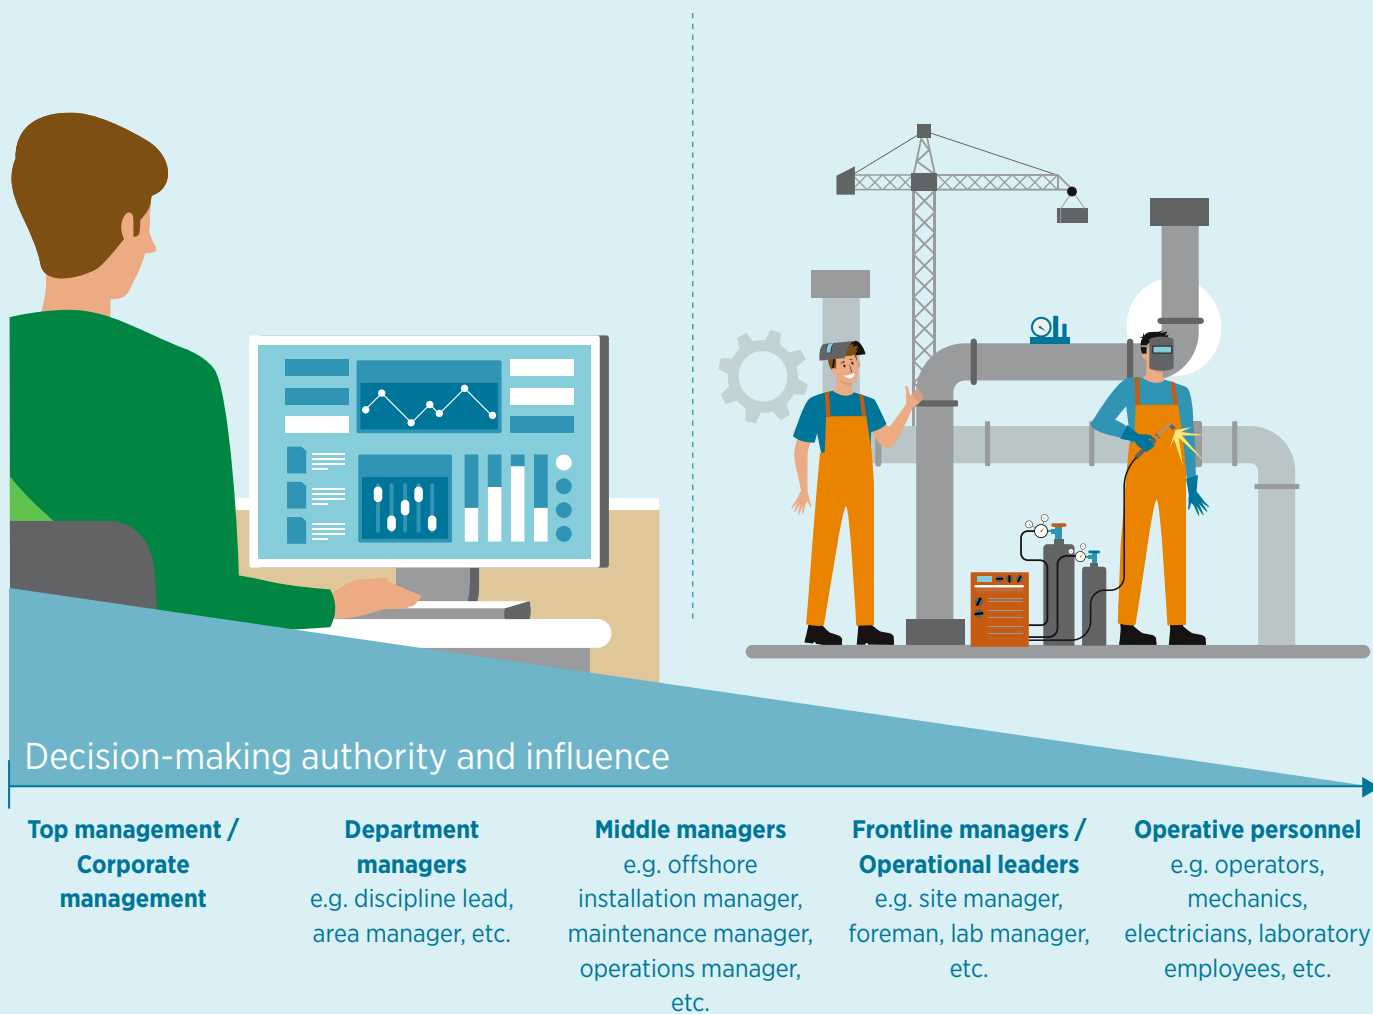 Decision-making authority and influence
Top management /
Corporate
management
Department
managers
e.g. discipline lead,
area manager, etc.
Middle managers
e.g. offshore
installation manager,
maintenance manager,
operations manager,
etc.
Frontline managers /
Operational leaders
e.g. site manager,
foreman, lab manager,
etc.
Operative personnel
e.g. operators,
mechanics,
electricians, laboratory
employees, etc.